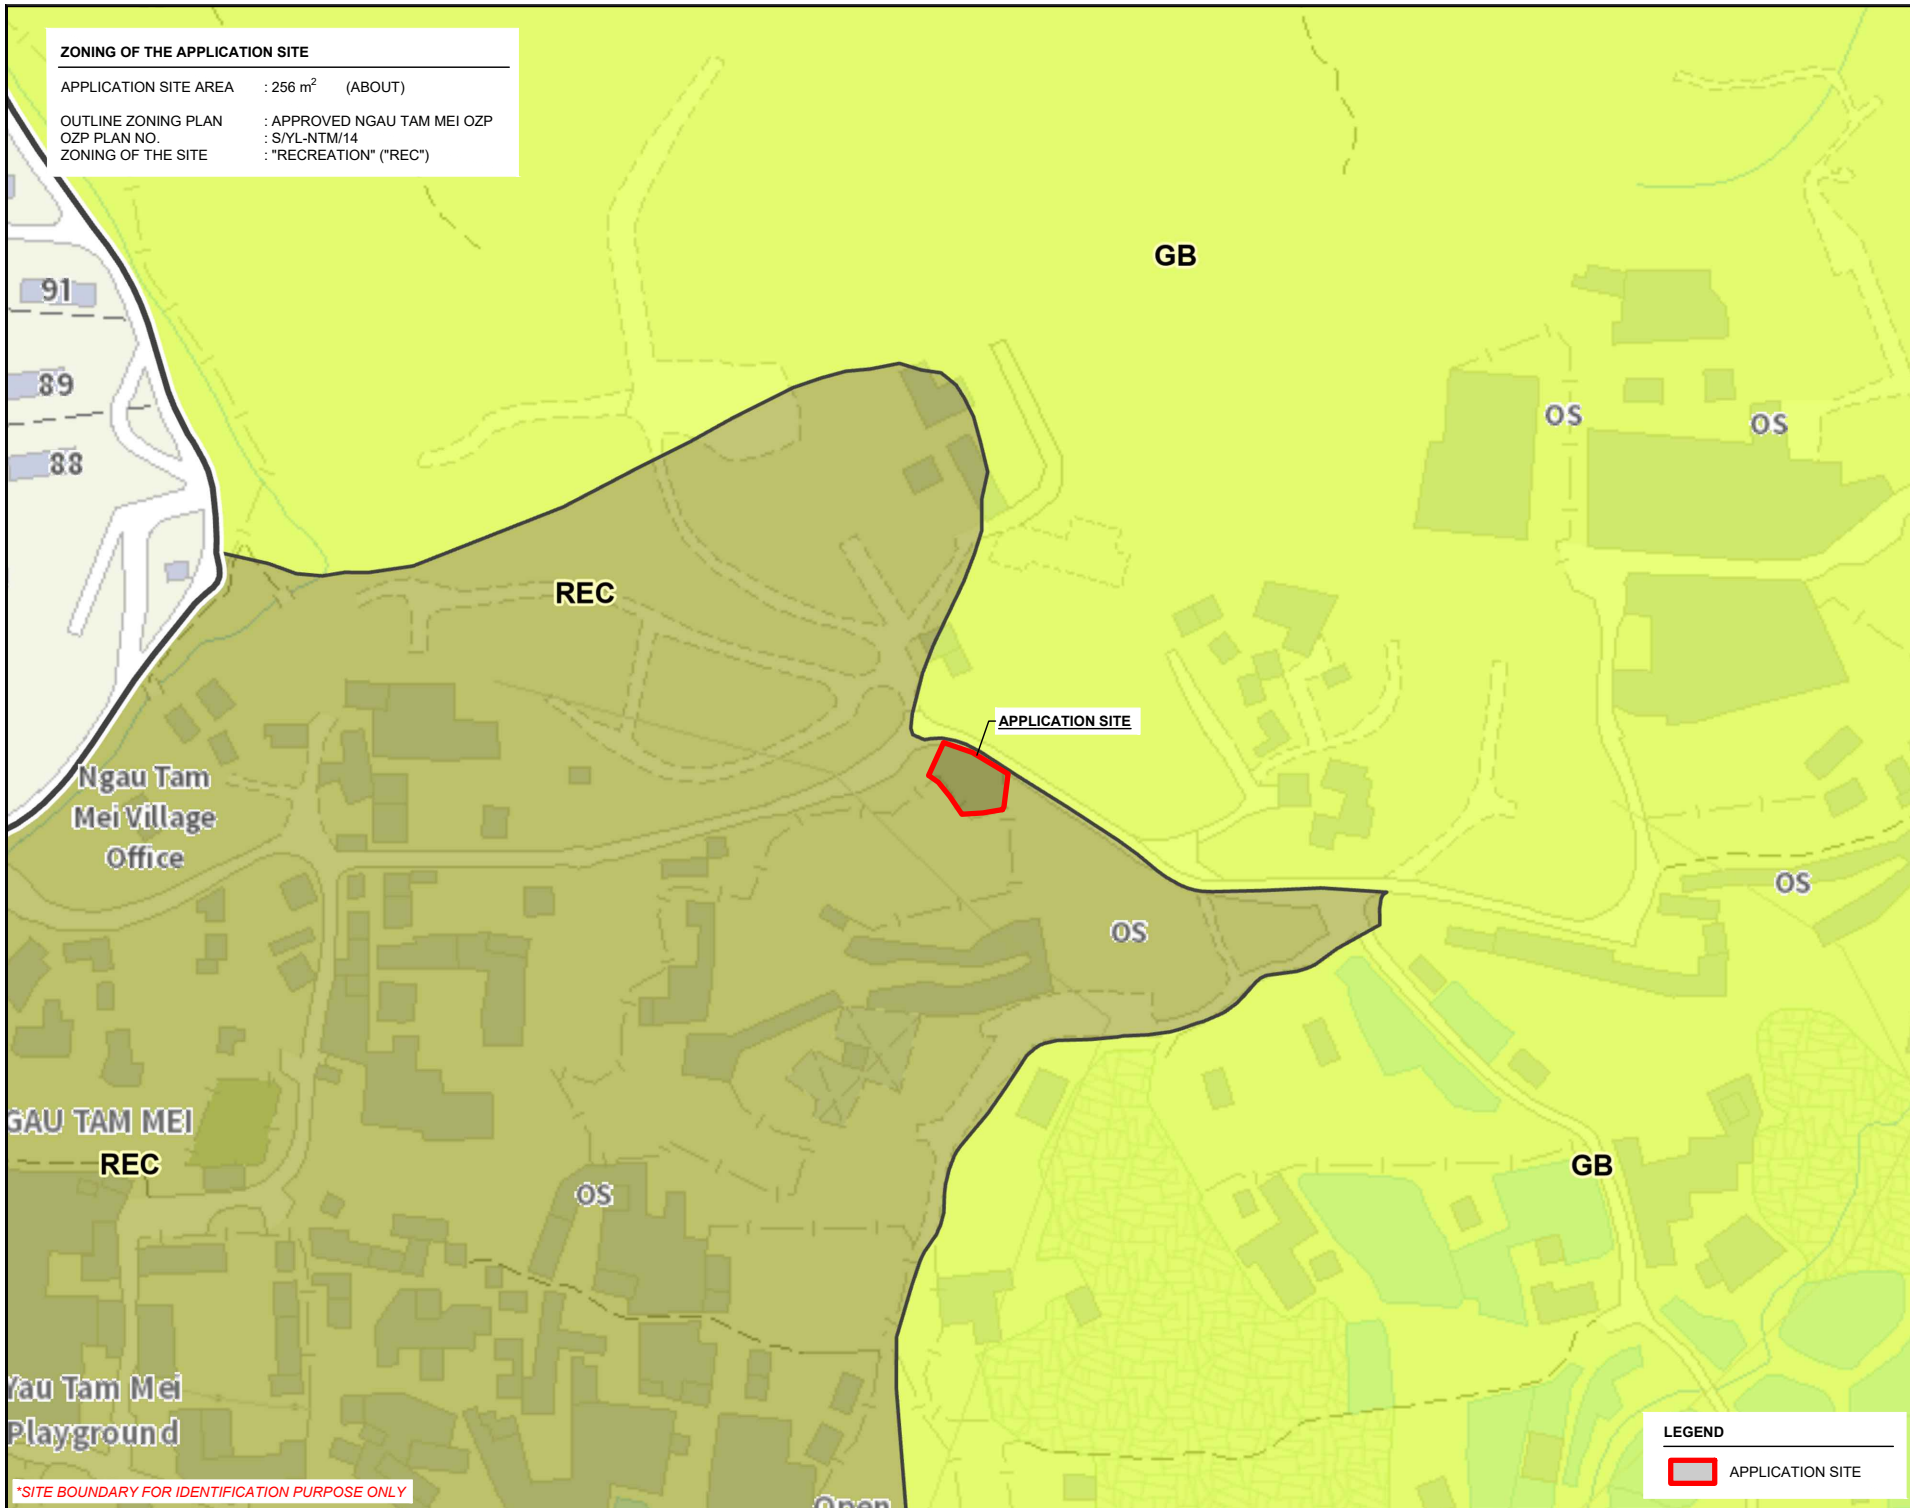 ZONING OF THE APPLICATION SITE
APPLICATION SITE AREA : 256 m² (ABOUT)
OUTLINE ZONING PLAN : APPROVED NGAU TAM MEI OZP
OZP PLAN NO. : S/YL-NTM/14
ZONING OF THE SITE : "RECREATION" ("REC")
GB
91
89
88
OS
OS
REC
APPLICATION SITE
Ngau Tam
Mei Village
Office
OS
OS
GAU TAM MEI
REC
GB
OS
Yau Tam Mei
Playground
LEGEND
APPLICATION SITE
*SITE BOUNDARY FOR IDENTIFICATION PURPOSE ONLY
Open